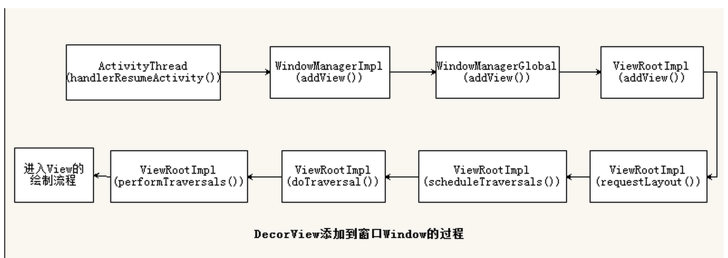 ActivityThread
(handlerResumeActivity())
WindowManagerImpl
(addView())
WindowManagerGlobal
(addView())
ViewRootImpl
(addView())
进入View的
绘制流程
ViewRootImpl
(performTraversals())
ViewRootImpl
(doTraversal())
ViewRootImpl
(scheduleTraversals())
ViewRootImpl
(requestLayout())
DecorView添加到窗口Window的过程